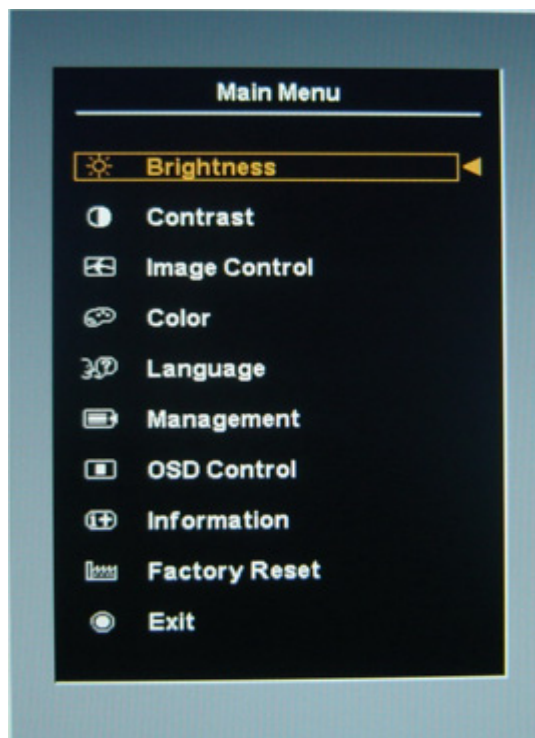 Main Menu
Brightness
Contrast
Image Control
Color
Language
Management
OSD Control
Information
Factory Reset
Exit